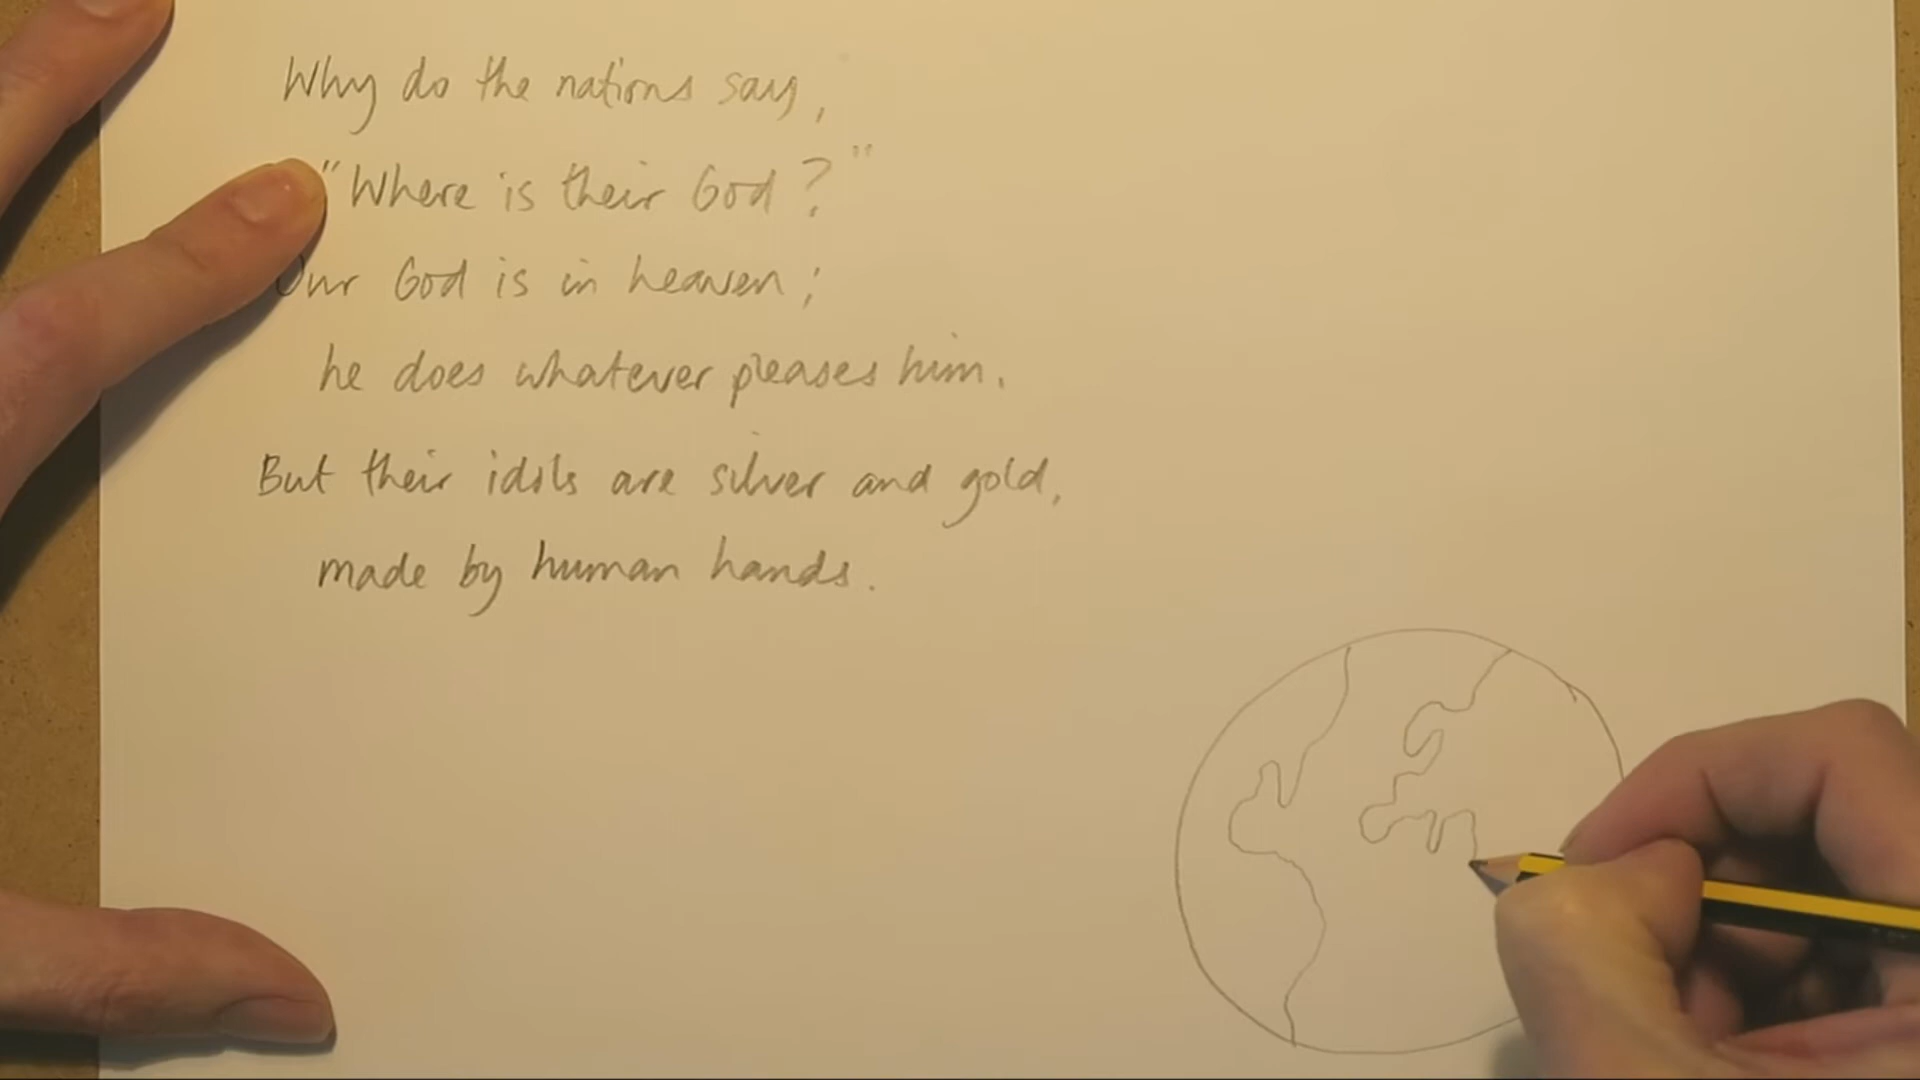 Why do the nations say,
"Where is their God?"
Our God is in heaven;
he does whatever pleases him.
But their idols are silver and gold,
made by human hands.